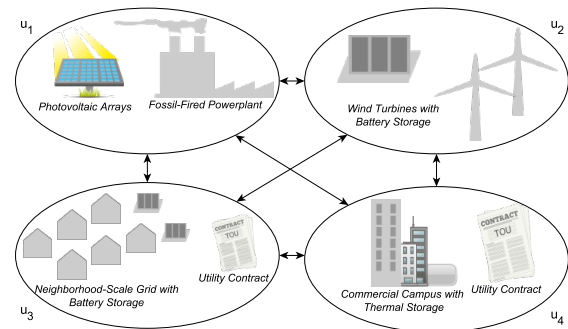 u1
u2
Photovoltaic Arrays
Fossil-Fired Powerplant
Wind Turbines with
Battery Storage
CONTRACT
TOU
Utility Contract
Neighborhood-Scale Grid with
Battery Storage
CONTRACT
TOU
Commercial Campus with
Thermal Storage
Utility Contract
u3
u4